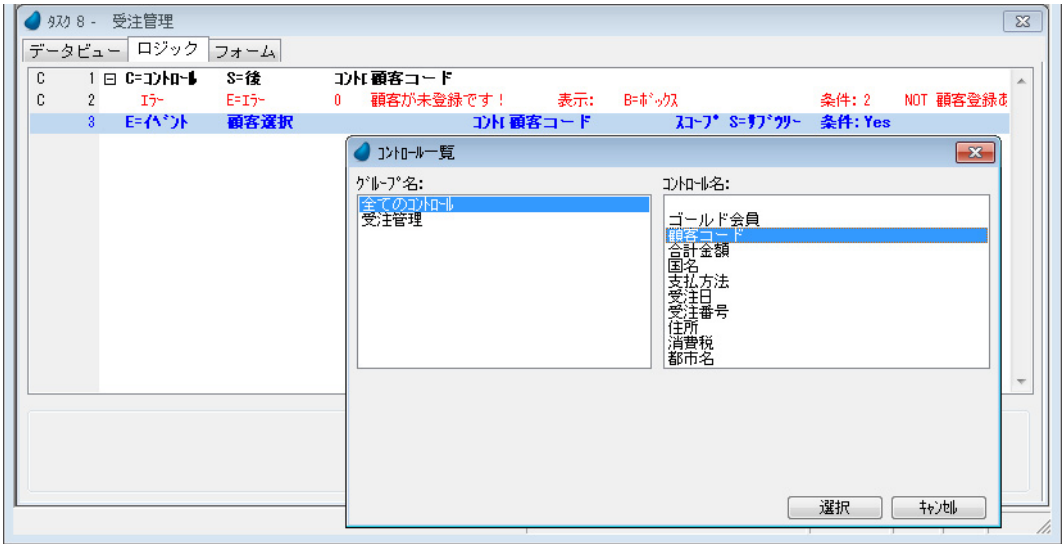 ﾀｽｸ 8 - 受注管理
データビュー ロジック フォーム
C 1 C=ｺﾝﾄﾛｰﾙ S=後 ｺﾝﾄﾛ 顧客コード
C 2 ｴﾗｰ E=ｴﾗｰ 0 顧客が未登録です! 表示: B=ﾎﾞｯｸｽ 条件: 2 NOT 顧客登録あ
3 E=ｲﾍﾞﾝﾄ 顧客選択 ｺﾝﾄﾛ 顧客コード ｽｺｰﾌﾟ S=ｻﾌﾞﾂﾘｰ 条件: Yes
ｺﾝﾄﾛｰﾙ一覧
ｸﾞﾙｰﾌﾟ名:
全てのｺﾝﾄﾛｰﾙ
受注管理
ｺﾝﾄﾛｰﾙ名:
ゴールド会員
顧客コード
合計金額
国名
支払方法
受注日
受注番号
住所
消費税
都市名
選択 ｷｬﾝｾﾙ